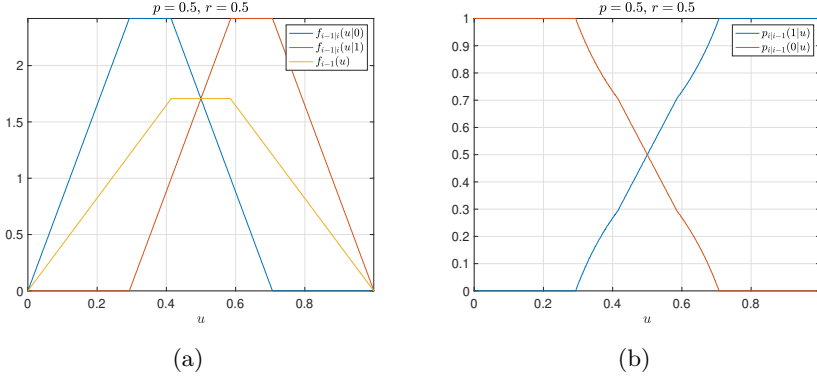 p = 0.5, r = 0.5
f_{i-1|i}(u|0)
f_{i-1|i}(u|1)
f_{i-1}(u)
2
1.5
1
0.5
0
0 0.2 0.4 0.6 0.8
u
(a)
p = 0.5, r = 0.5
p_{i|i-1}(1|u)
p_{i|i-1}(0|u)
1
0.9
0.8
0.7
0.6
0.5
0.4
0.3
0.2
0.1
0
0 0.2 0.4 0.6 0.8
u
(b)